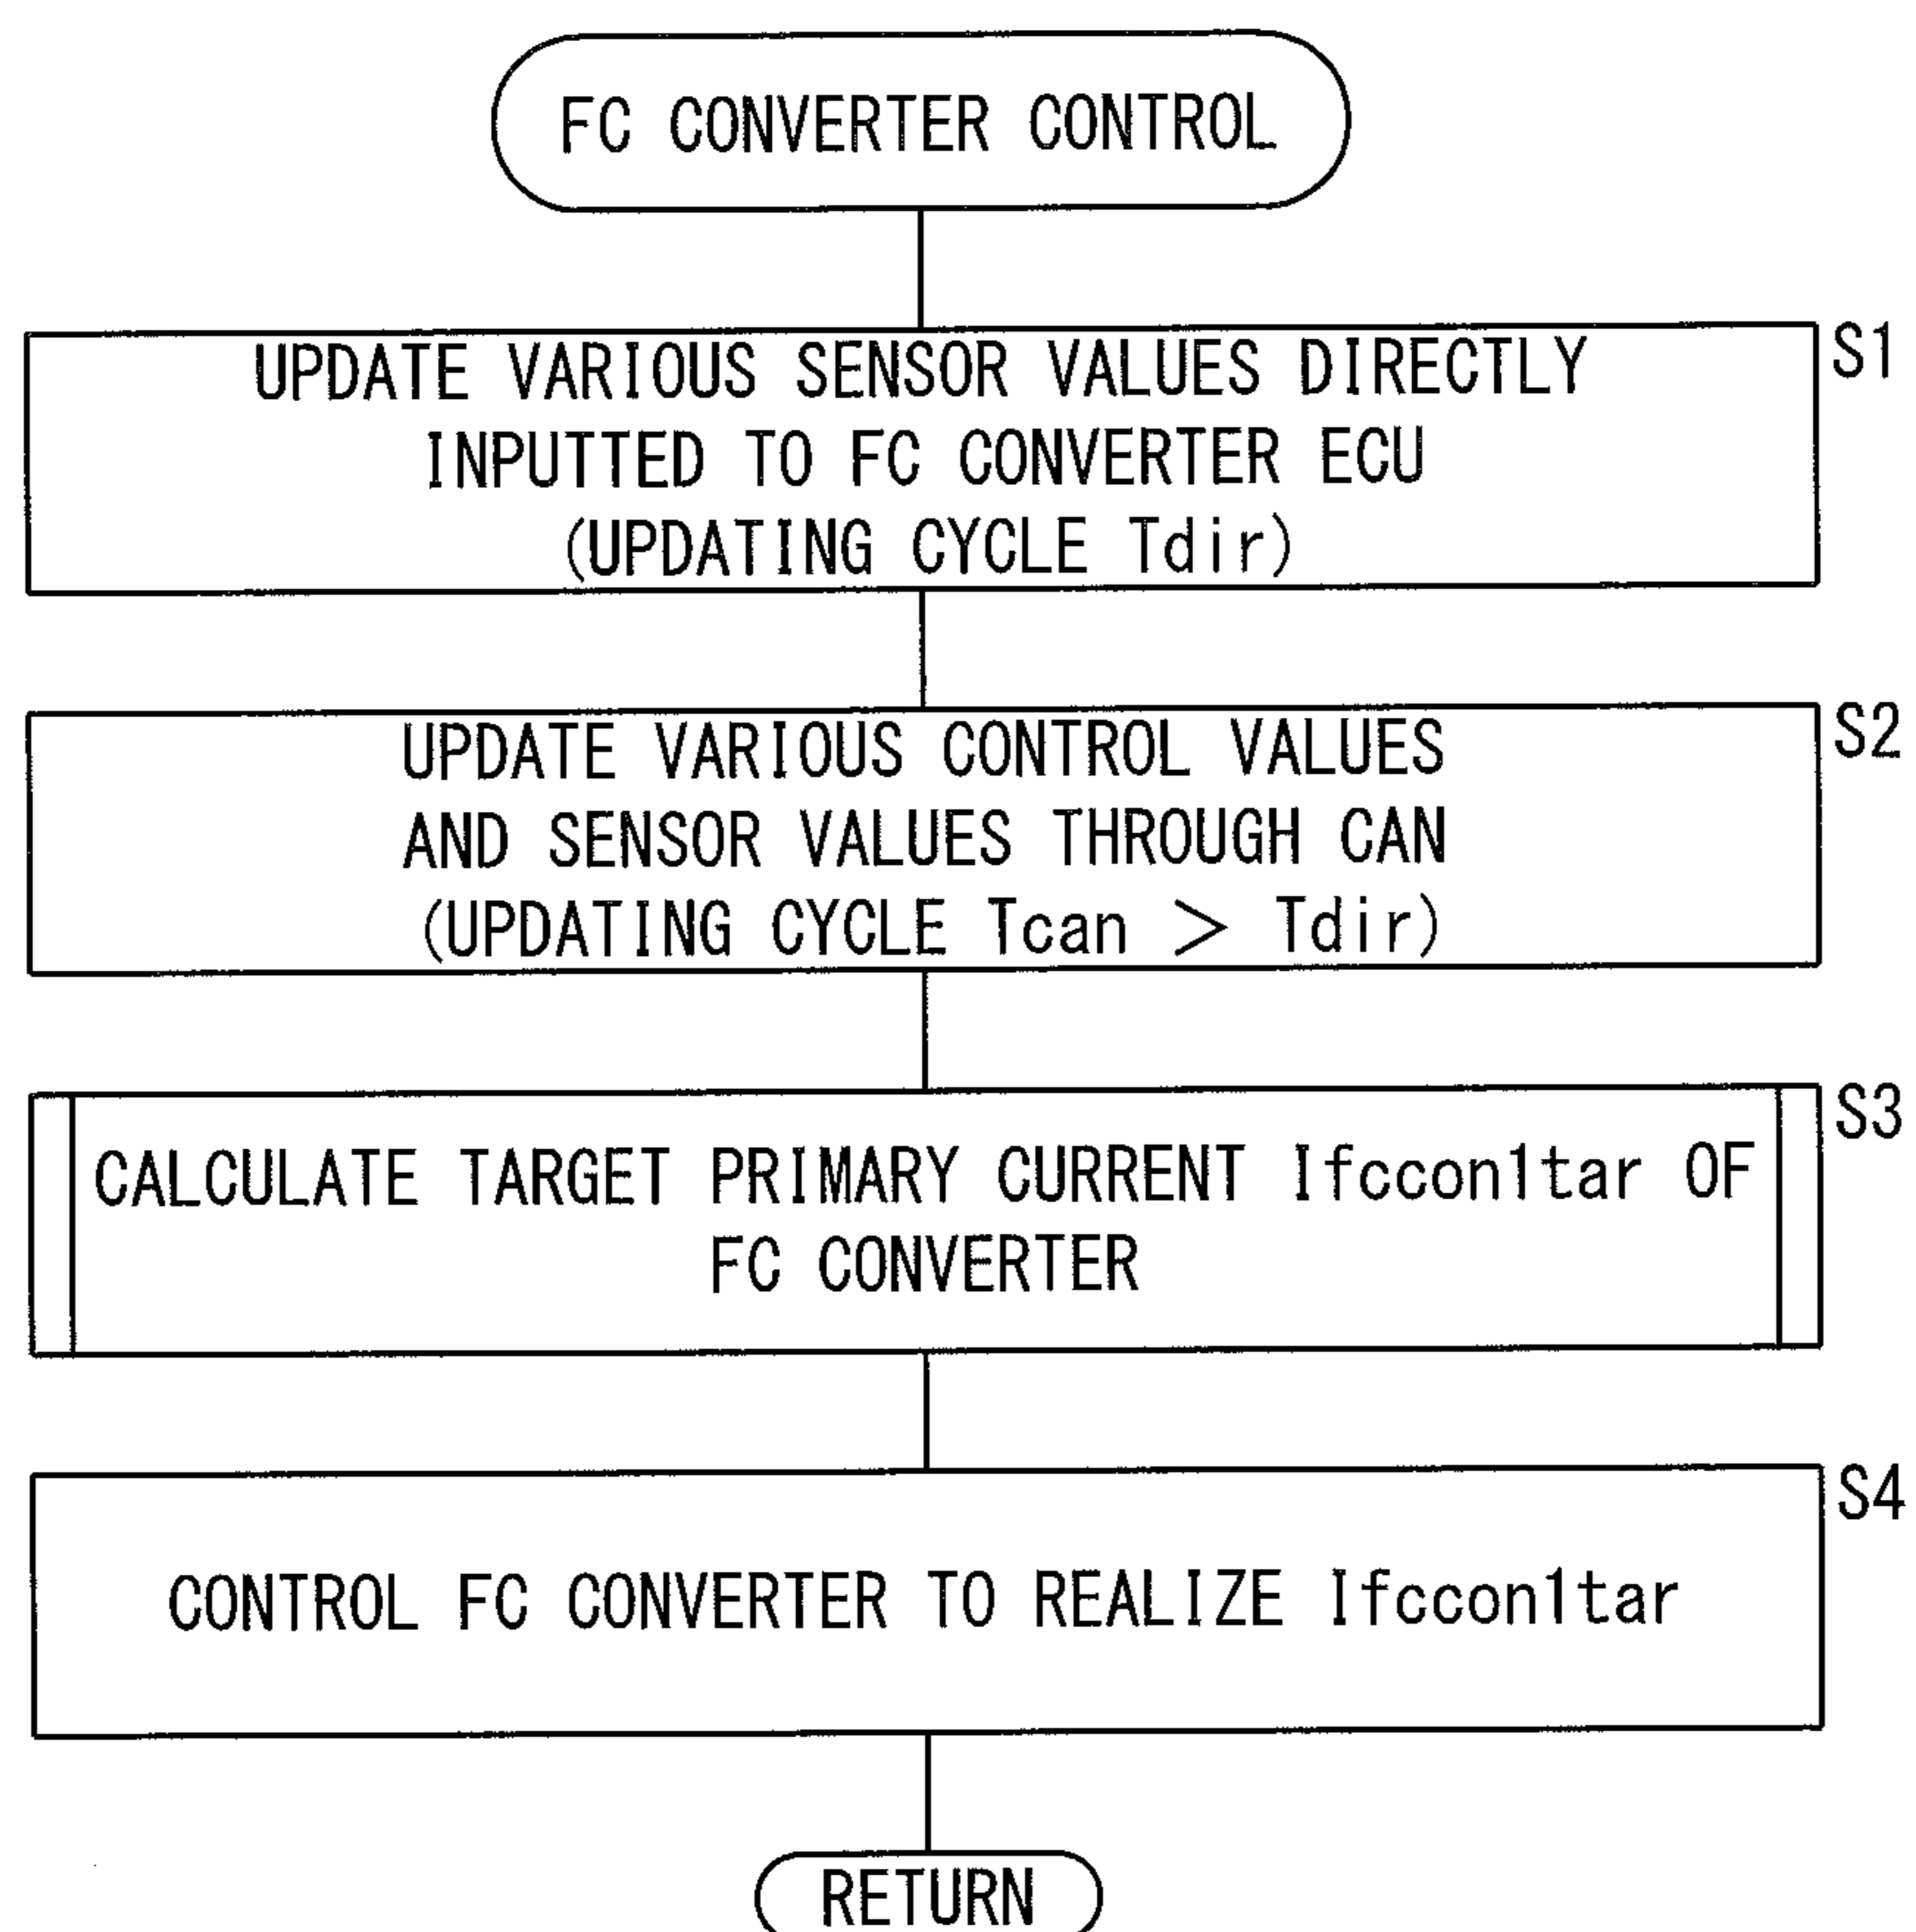 FC CONVERTER CONTROL
S1
UPDATE VARIOUS SENSOR VALUES DIRECTLY
INPUTTED TO FC CONVERTER ECU
(UPDATING CYCLE Tdir)
S2
UPDATE VARIOUS CONTROL VALUES
AND SENSOR VALUES THROUGH CAN
(UPDATING CYCLE Tcan > Tdir)
S3
CALCULATE TARGET PRIMARY CURRENT Ifccon1tar OF
FC CONVERTER
S4
CONTROL FC CONVERTER TO REALIZE Ifccon1tar
RETURN